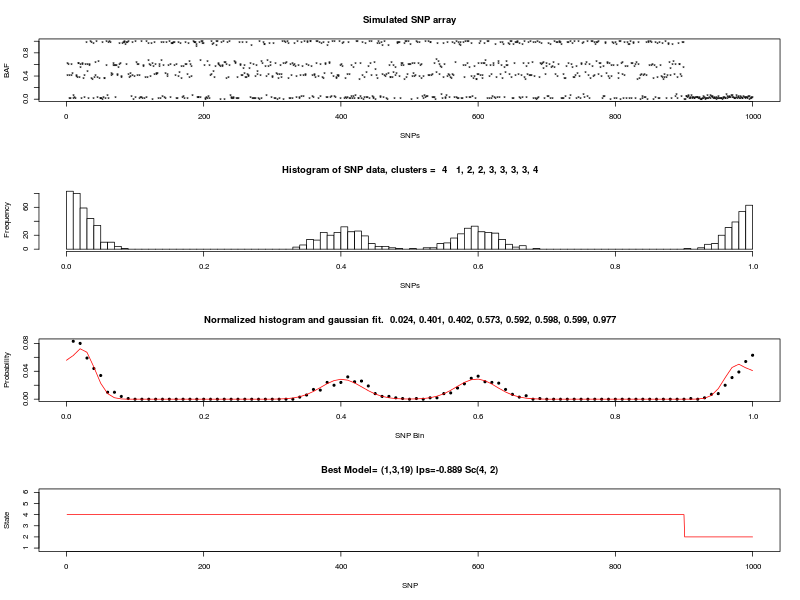 Simulated SNP array
BAF
0.0 0.4 0.8
0 200 400 600 800 1000
SNPs
Histogram of SNP data, clusters = 4 1, 2, 2, 3, 3, 3, 3, 4
Frequency
0 20 60
0.0 0.2 0.4 0.6 0.8 1.0
SNPs
Normalized histogram and gaussian fit. 0.024, 0.401, 0.402, 0.573, 0.592, 0.598, 0.599, 0.977
Probability
0.00 0.04 0.08
0.0 0.2 0.4 0.6 0.8 1.0
SNP Bin
Best Model= (1,3,19) lps=-0.889 Sc(4, 2)
State
1 2 3 4 5 6
0 200 400 600 800 1000
SNP